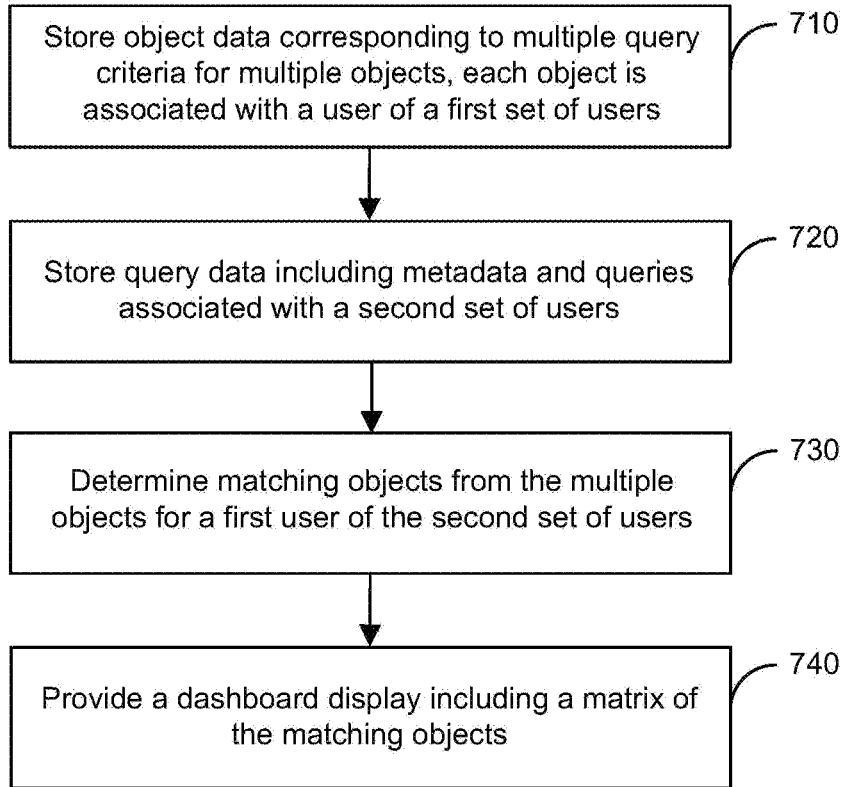 Store object data corresponding to multiple query
criteria for multiple objects, each object is
associated with a user of a first set of users
710
Store query data including metadata and queries
associated with a second set of users
720
Determine matching objects from the multiple
objects for a first user of the second set of users
730
Provide a dashboard display including a matrix of
the matching objects
740